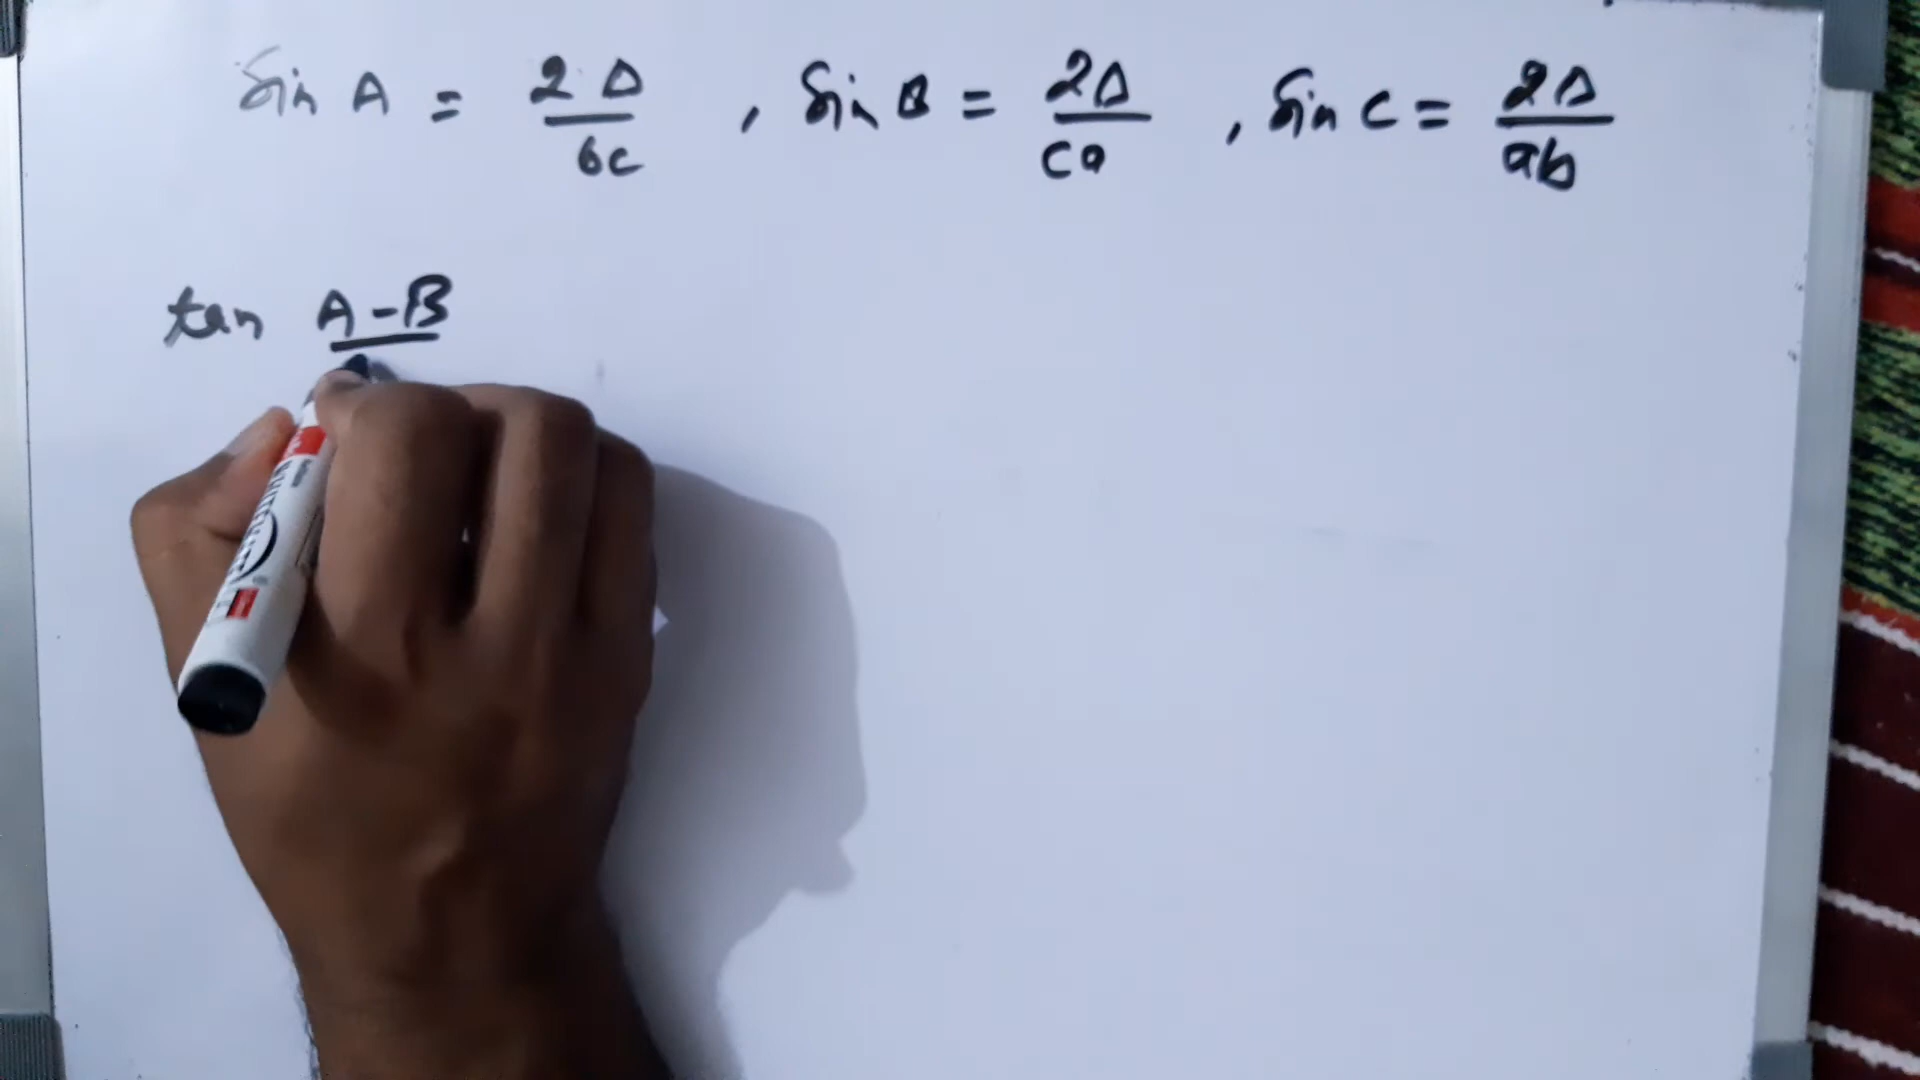 Sin A = 2Δ/bc , Sin B = 2Δ/ca , Sin C = 2Δ/ab
tan A-B